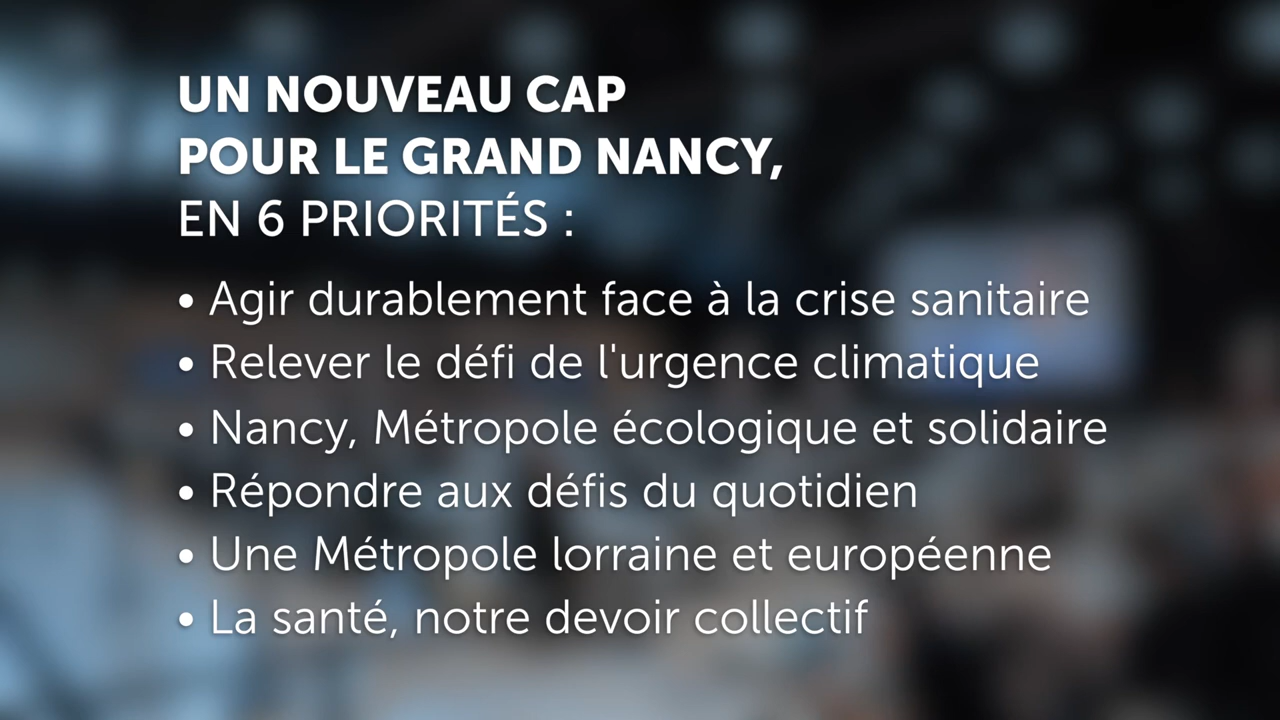 UN NOUVEAU CAP
POUR LE GRAND NANCY,
EN 6 PRIORITÉS :
• Agir durablement face à la crise sanitaire
• Relever le défi de l'urgence climatique
• Nancy, Métropole écologique et solidaire
• Répondre aux défis du quotidien
• Une Métropole lorraine et européenne
• La santé, notre devoir collectif